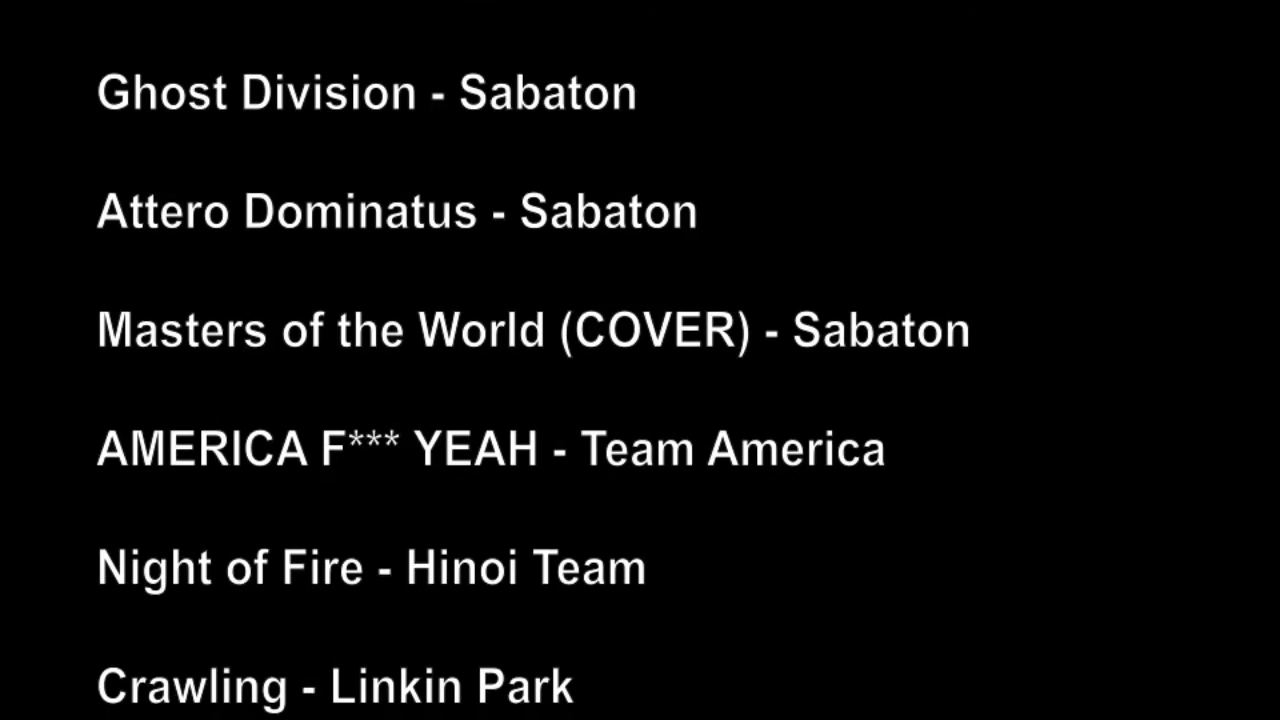 Ghost Division - Sabaton
Attero Dominatus - Sabaton
Masters of the World (COVER) - Sabaton
AMERICA F*** YEAH - Team America
Night of Fire - Hinoi Team
Crawling - Linkin Park